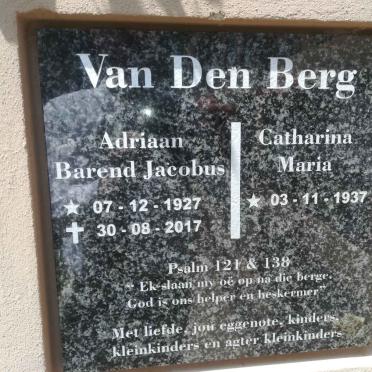 Van Den Berg
Adriaan
Barend Jacobus
★ 07 - 12 - 1927
✝ 30 - 08 - 2017
Catharina
Maria
★ 03 - 11 - 1937
Psalm 121 & 138
“ Ek slaan my oë op na die berge.
God is ons helper en beskermer”
Met liefde, jou eggenote, kinders,
kleinkinders en agter kleinkinders